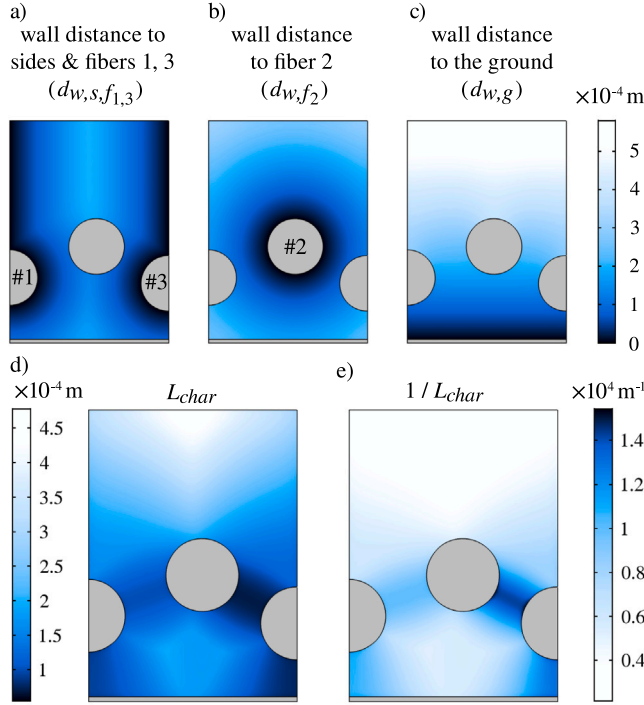 a)
wall distance to
sides & fibers 1, 3
(d_{w,s,f_{1,3}})
b)
wall distance
to fiber 2
(d_{w,f_2})
c)
wall distance
to the ground
(d_{w,g})
×10⁻⁴ m
5
4
3
2
1
0
#1
#3
#2
d)
×10⁻⁴ m
L_{char}
4.5
4
3.5
3
2.5
2
1.5
1
e)
1 / L_{char}
×10⁴ m⁻¹
1.4
1.2
1
0.8
0.6
0.4